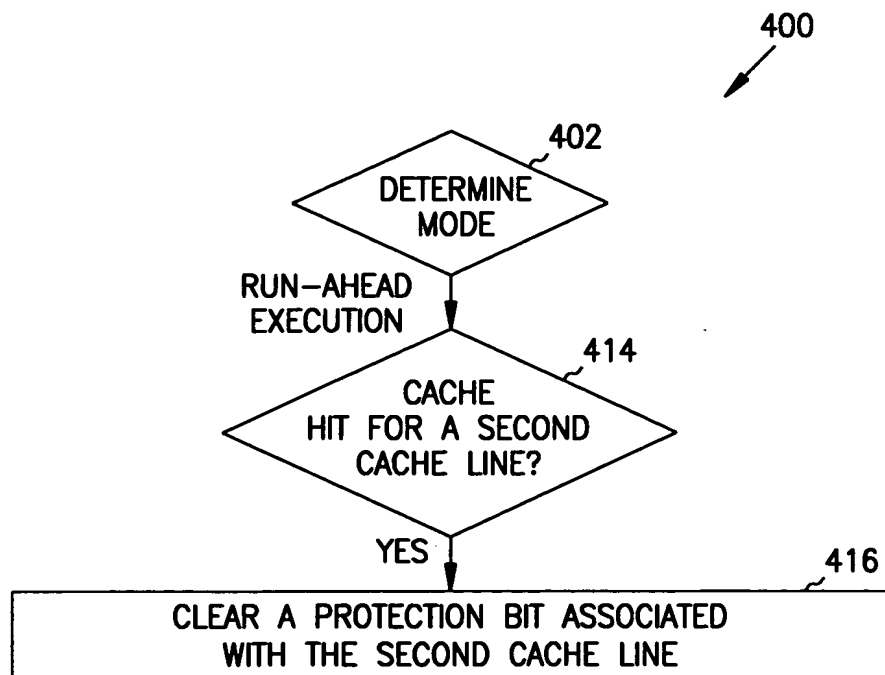 400
402
DETERMINE
MODE
RUN-AHEAD
EXECUTION
414
CACHE
HIT FOR A SECOND
CACHE LINE?
YES
416
CLEAR A PROTECTION BIT ASSOCIATED
WITH THE SECOND CACHE LINE